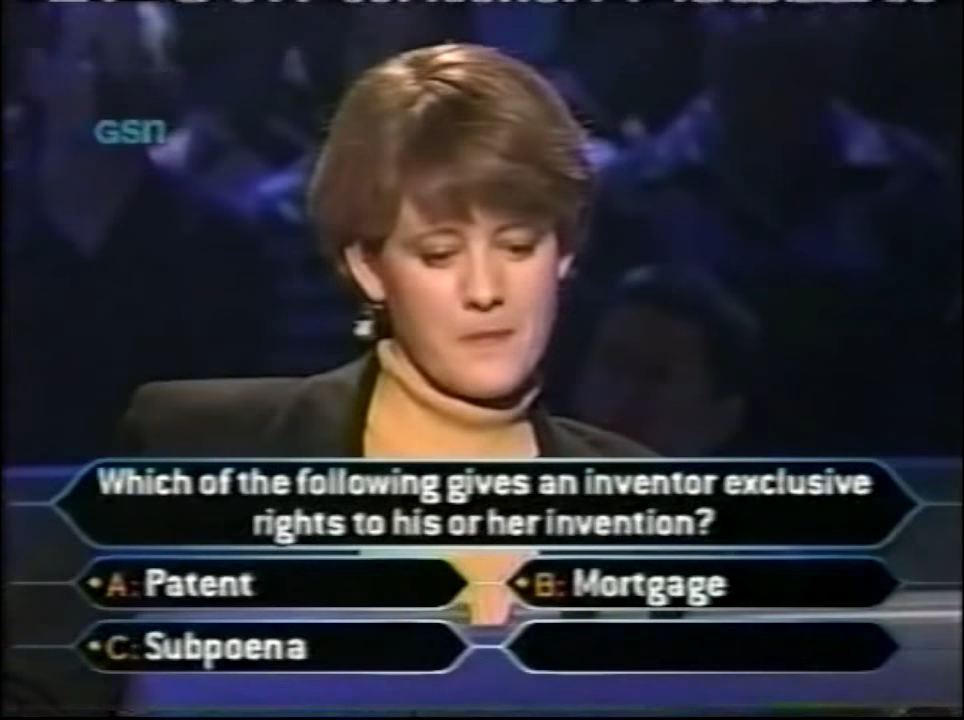 GSN
Which of the following gives an inventor exclusive
rights to his or her invention?
A: Patent
B: Mortgage
C: Subpoena